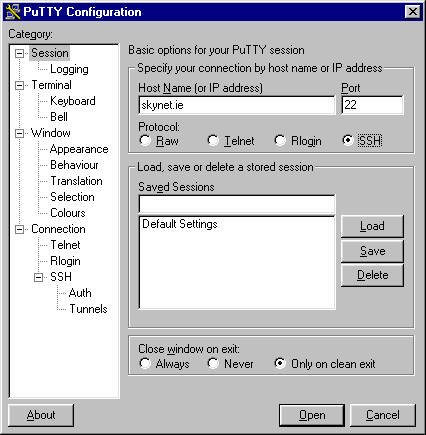 PuTTY Configuration
Category:
Session
Logging
Terminal
Keyboard
Bell
Window
Appearance
Behaviour
Translation
Selection
Colours
Connection
Telnet
Rlogin
SSH
Auth
Tunnels
Basic options for your PuTTY session
Specify your connection by host name or IP address
Host Name (or IP address) Port
skynet.ie 22
Protocol:
Raw Telnet Rlogin SSH
Load, save or delete a stored session
Saved Sessions
Default Settings
Load
Save
Delete
Close window on exit:
Always Never Only on clean exit
About Open Cancel